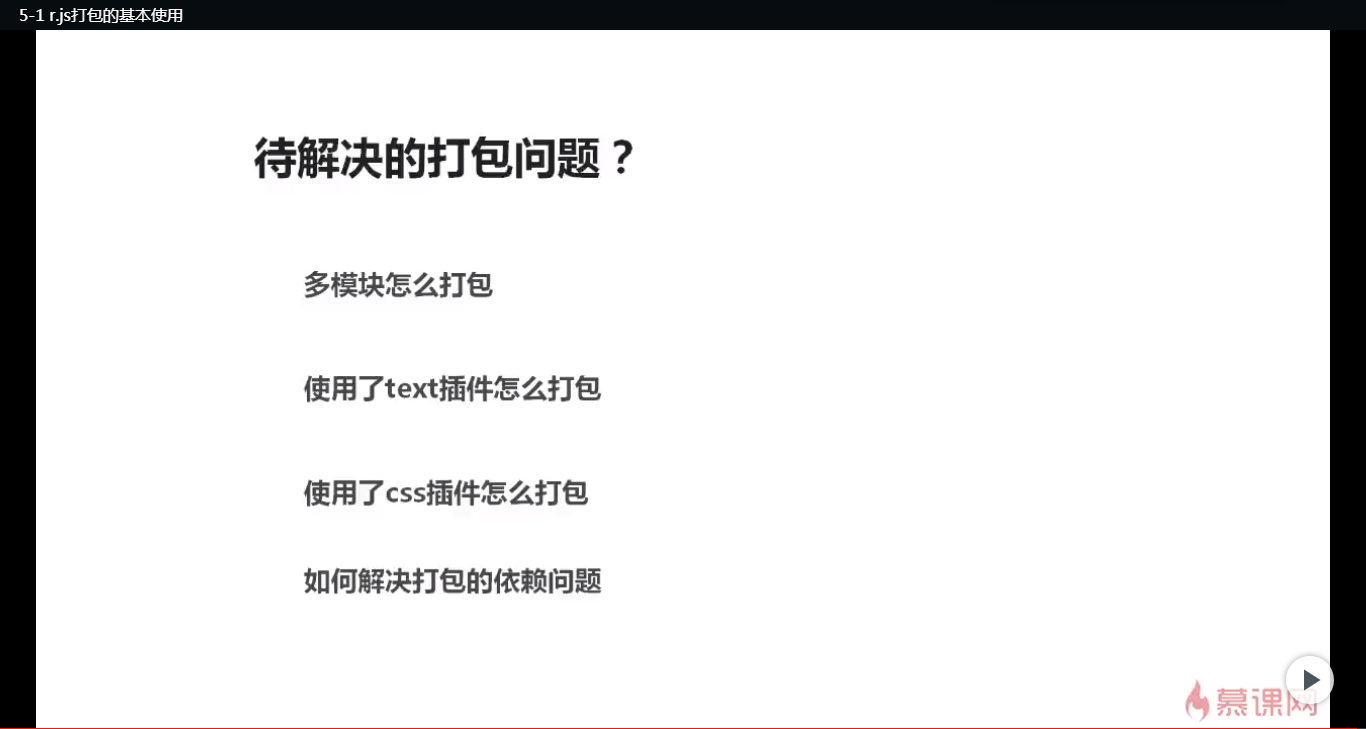 5-1 r.js打包的基本使用
待解决的打包问题？
多模块怎么打包
使用了text插件怎么打包
使用了css插件怎么打包
如何解决打包的依赖问题
慕课网